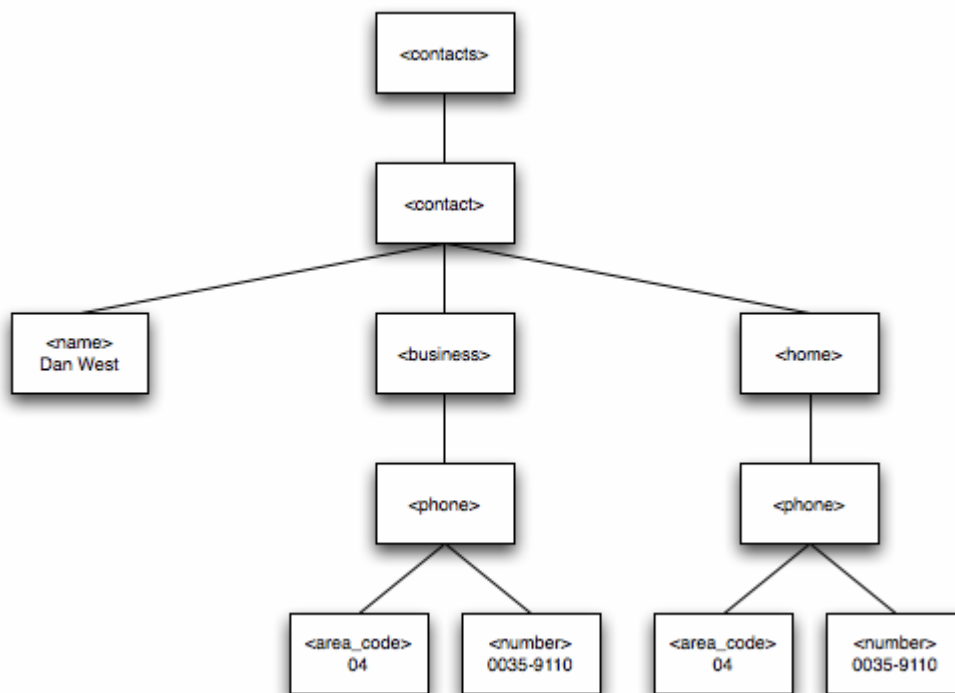 <contacts>
<contact>
<name>
Dan West
<business>
<home>
<phone>
<phone>
<area_code>
04
<number>
0035-9110
<area_code>
04
<number>
0035-9110